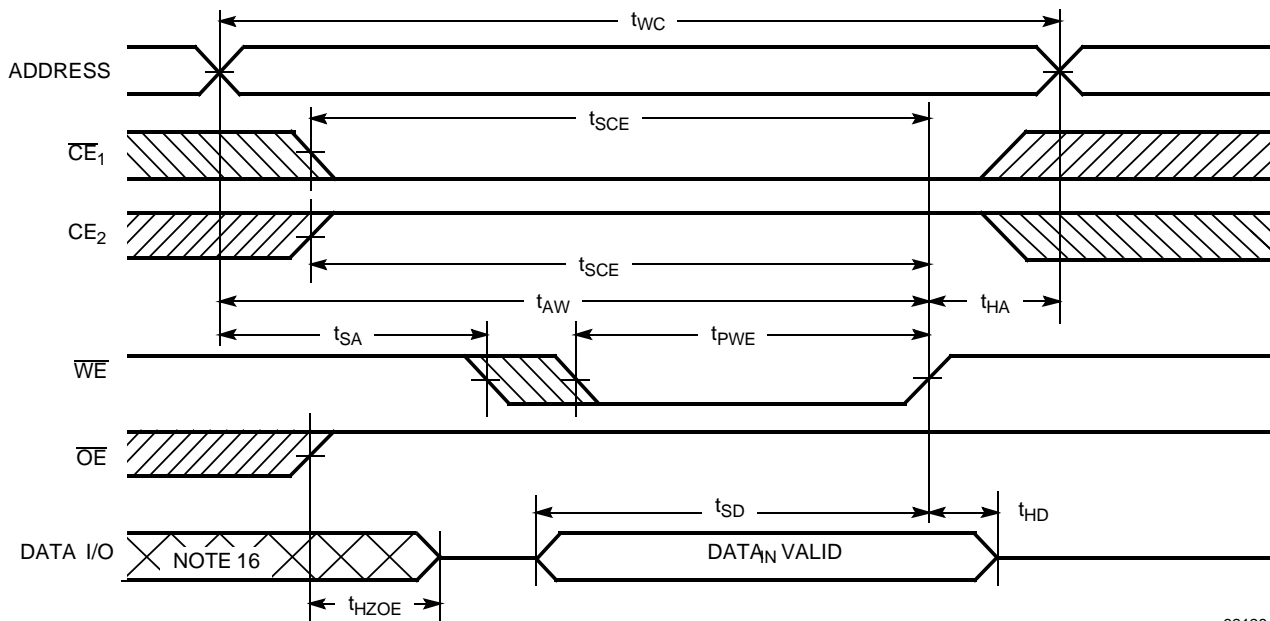 tWC
ADDRESS
tSCE
CE1
CE2
tSCE
tAW
tHA
tSA
tPWE
WE
OE
tSD
tHD
DATA I/O
NOTE 16
DATAIN VALID
tHZOE